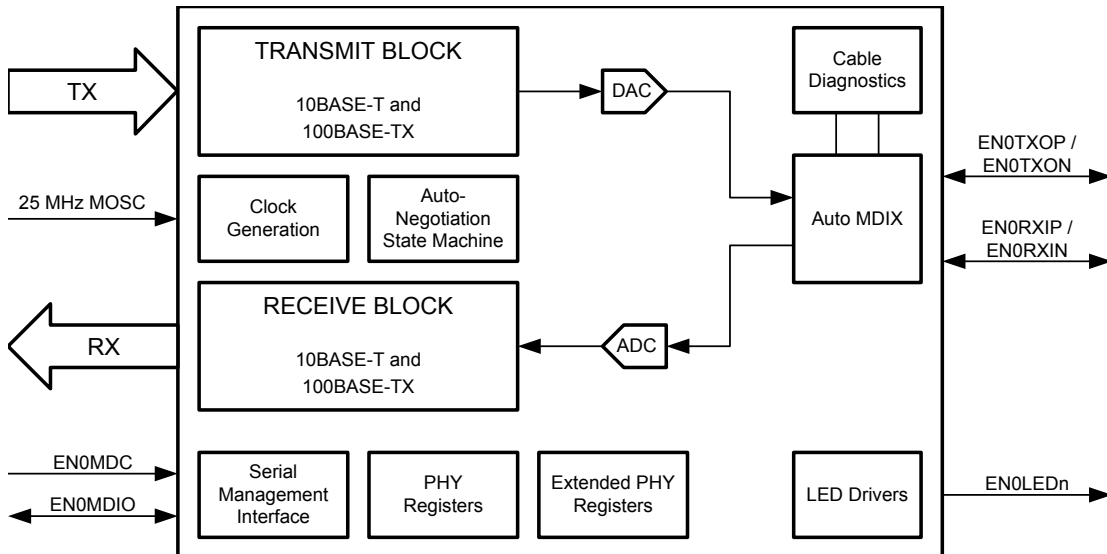 TRANSMIT BLOCK
10BASE-T and
100BASE-TX
TX
DAC
Cable
Diagnostics
EN0TXOP /
EN0TXON
25 MHz MOSC
Clock
Generation
Auto-
Negotiation
State Machine
Auto MDIX
EN0RXIP /
EN0RXIN
RECEIVE BLOCK
10BASE-T and
100BASE-TX
RX
ADC
EN0MDC
EN0MDIO
Serial
Management
Interface
PHY
Registers
Extended PHY
Registers
LED Drivers
EN0LEDn